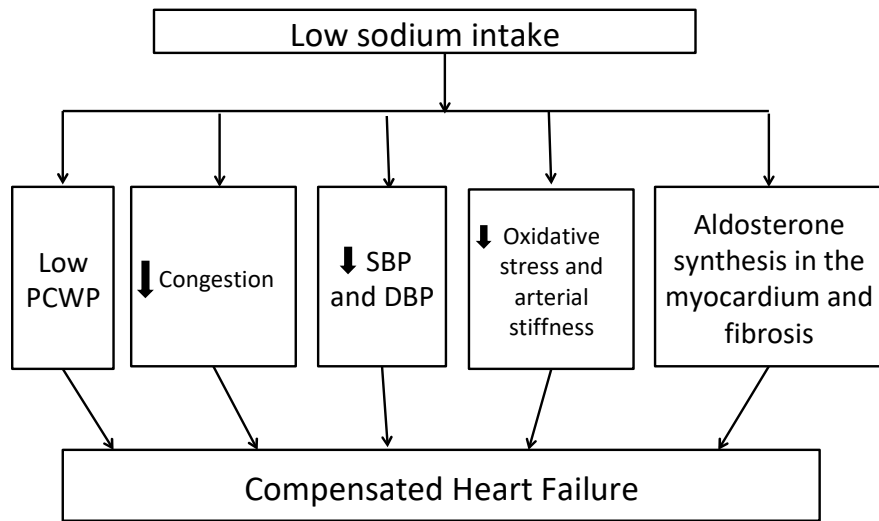 Low sodium intake
Low
PCWP
Congestion
SBP
and DBP
Oxidative
stress and
arterial
stiffness
Aldosterone
synthesis in the
myocardium and
fibrosis
Compensated Heart Failure